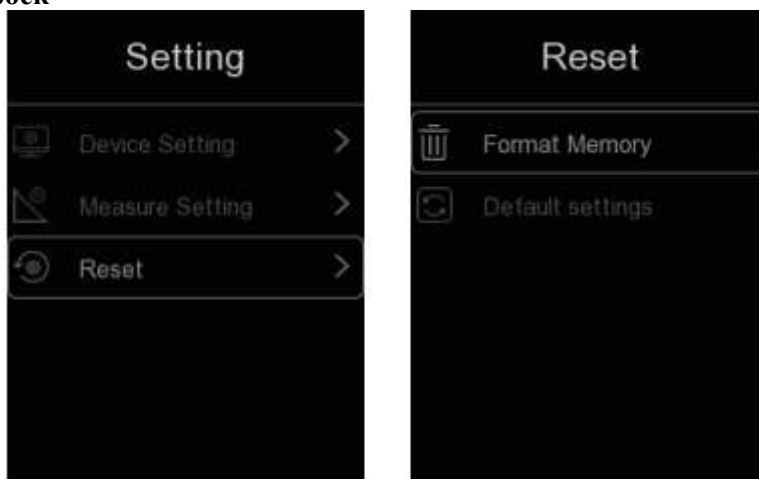 Setting
Device Setting
Measure Setting
Reset
Reset
Format Memory
Default settings